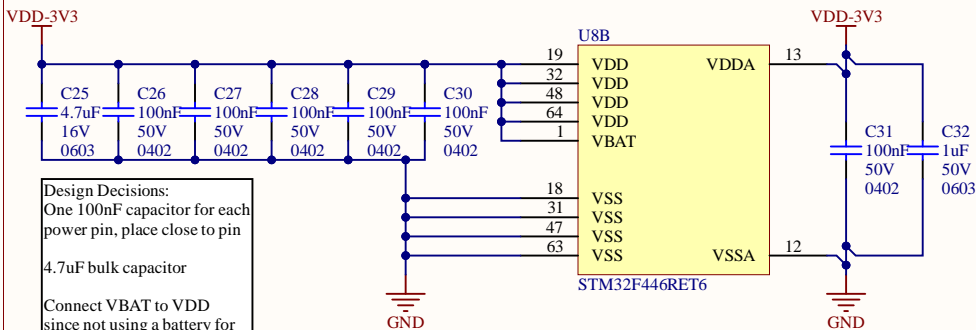 VDD-3V3
VDD-3V3
U8B
19 VDD
32 VDD
48 VDD
64 VDD
1 VBAT
18 VSS
31 VSS
47 VSS
63 VSS
VDDA 13
VSSA 12
STM32F446RET6
C25
4.7uF
16V
0603
C26
100nF
50V
0402
C27
100nF
50V
0402
C28
100nF
50V
0402
C29
100nF
50V
0402
C30
100nF
50V
0402
C31
100nF
50V
0402
C32
1uF
50V
0603
Design Decisions:
One 100nF capacitor for each
power pin, place close to pin
4.7uF bulk capacitor
Connect VBAT to VDD
since not using a battery for
GND
GND